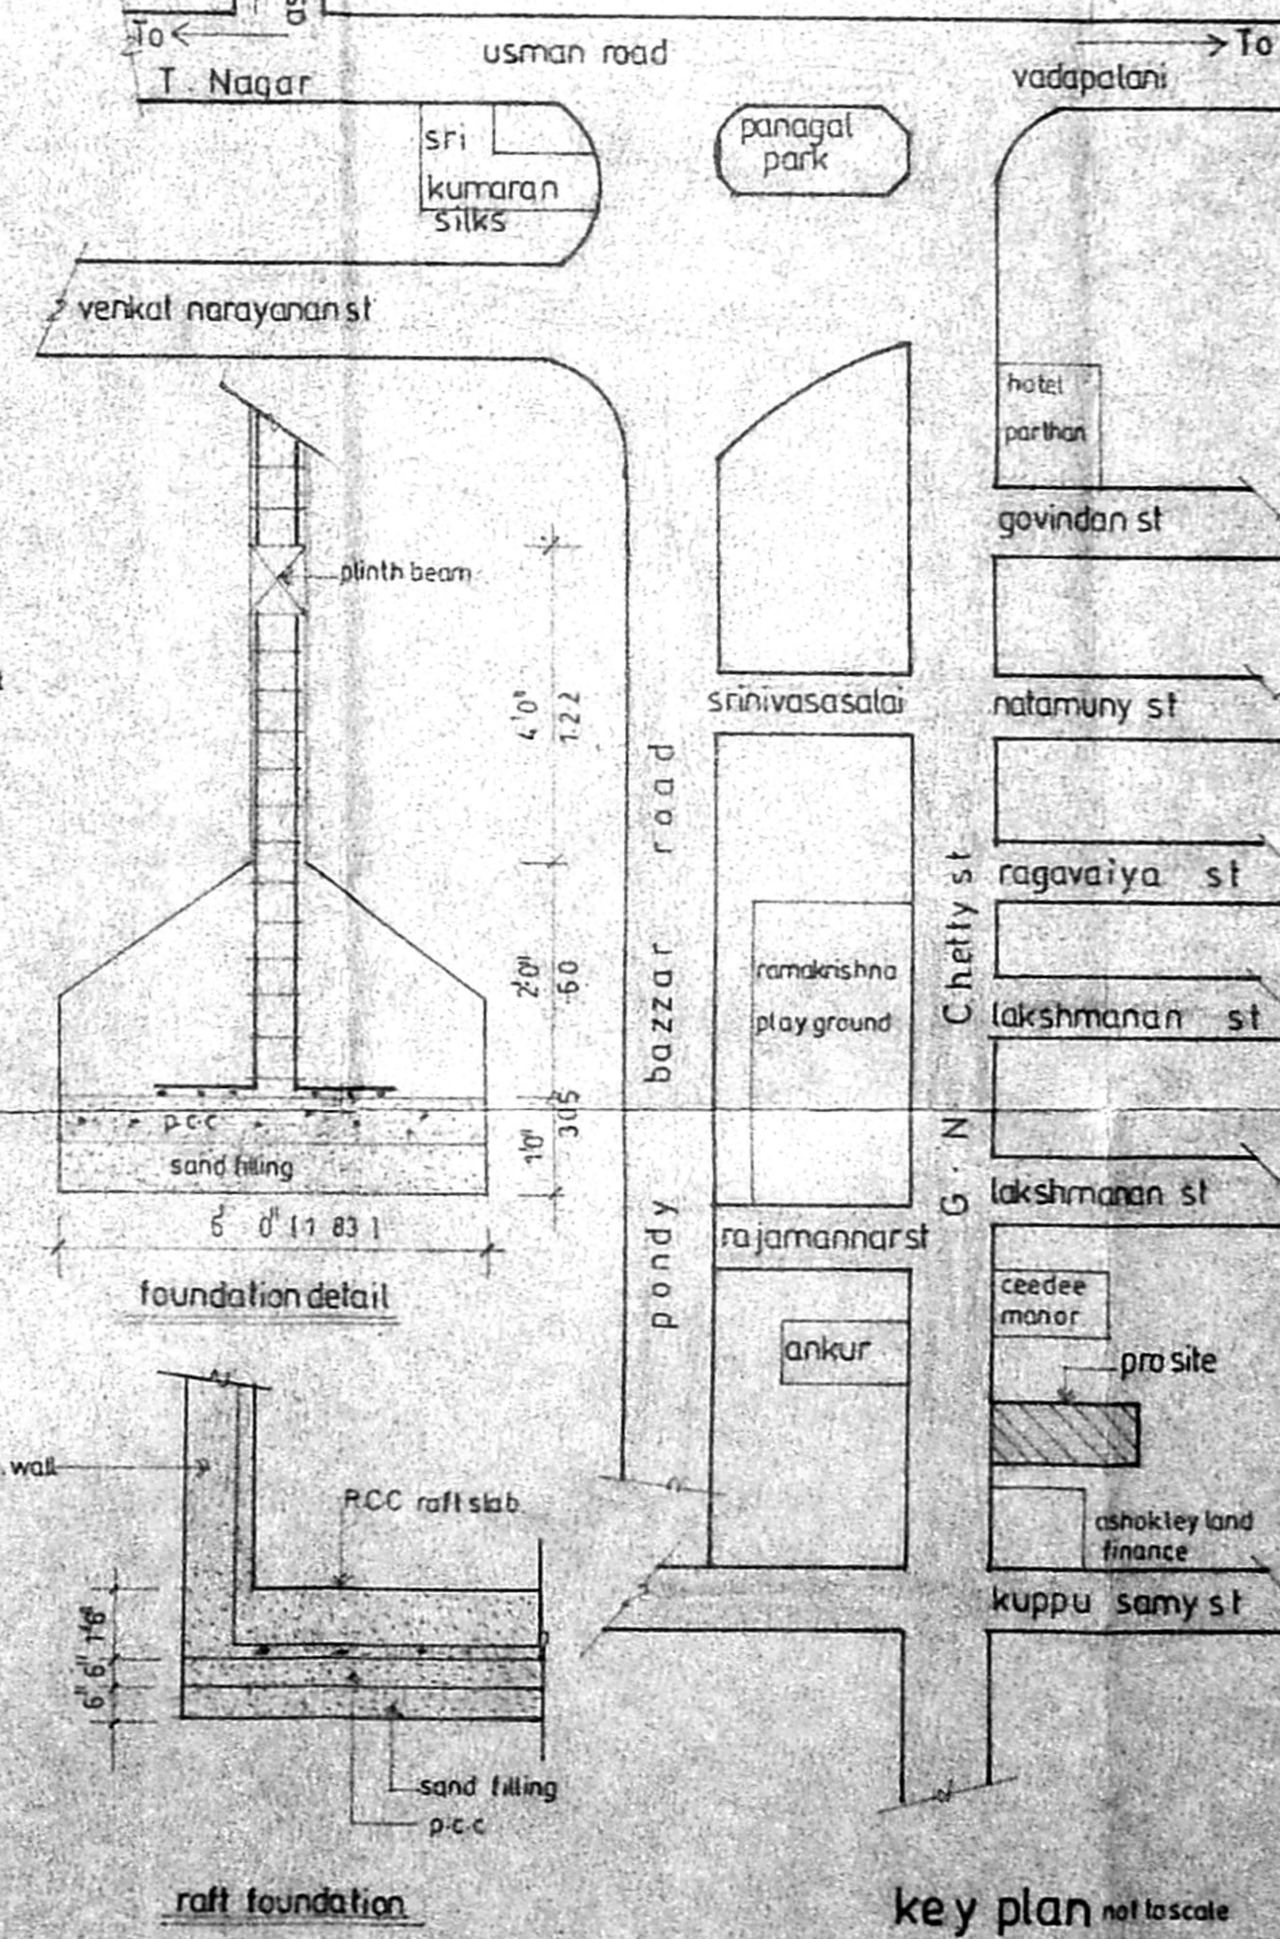 To
T. Nagar
usman road
To
vadapalani
sri
kumaran
silks
panagal
park
venkat narayanan st
hotel
parthan
govindan st
plinth beam
4'0"
1.22
srinivasasalai
natamuny st
pondy bazzar road
G.N Chetty st
ragavaiya st
2'0"
.60
ramakrishna
play ground
lakshmanan st
p.c.c
sand filling
1'0"
.305
lakshmanan st
6' 0" [1 83]
rajamannar st
foundation detail
ceedee
manor
ankur
pro site
wall
R.C.C raft slab
ashokley land
finance
kuppu samy st
1'6"
6"
6"
sand filling
p.c.c
raft foundation
key plan not to scale